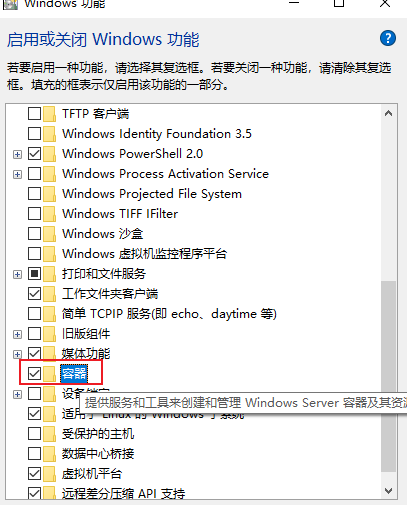 Windows 功能
启用或关闭 Windows 功能
若要启用一种功能，请选择其复选框。若要关闭一种功能，请清除其复选
框。填充的框表示仅启用该功能的一部分。
TFTP 客户端
Windows Identity Foundation 3.5
Windows PowerShell 2.0
Windows Process Activation Service
Windows Projected File System
Windows TIFF IFilter
Windows 沙盒
Windows 虚拟机监控程序平台
打印和文件服务
工作文件夹客户端
简单 TCPIP 服务(即 echo、daytime 等)
旧版组件
媒体功能
容器
提供服务和工具来创建和管理 Windows Server 容器及其资源
适用于 Linux 的 Windows 子系统
受保护的主机
数据中心桥接
虚拟机平台
远程差分压缩 API 支持